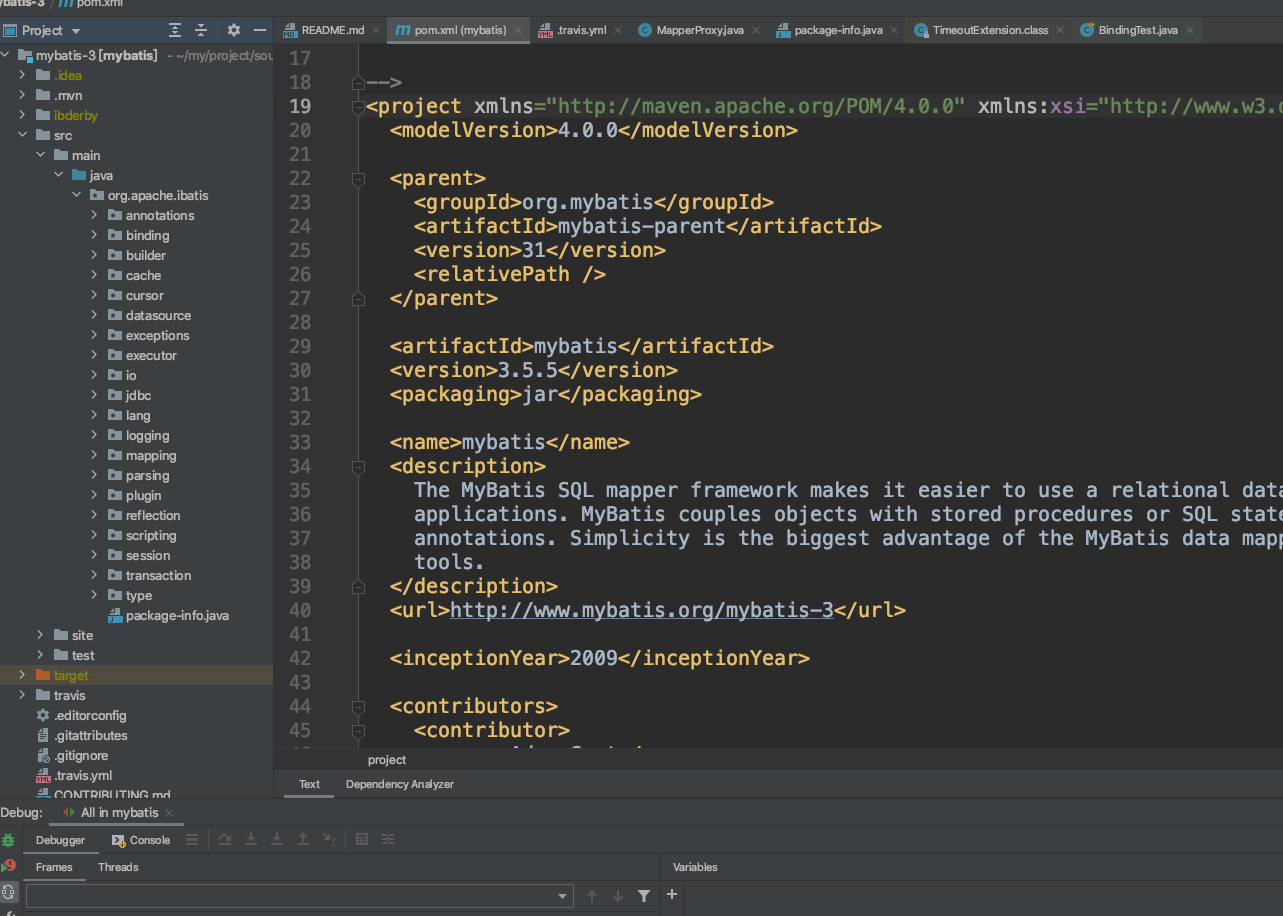 pom.xml
Project
README.md
pom.xml (mybatis)
.travis.yml
MapperProxy.java
package-info.java
TimeoutExtension.class
BindingTest.java
mybatis-3 [mybatis] - ~/my/project/sou
.idea
.mvn
ibderby
src
main
java
org.apache.ibatis
annotations
binding
builder
cache
cursor
datasource
exceptions
executor
io
jdbc
lang
logging
mapping
parsing
plugin
reflection
scripting
session
transaction
type
package-info.java
site
test
target
travis
.editorconfig
.gitattributes
.gitignore
.travis.yml
CONTRIBUTING.md
17
18 -->
19 <project xmlns="http://maven.apache.org/POM/4.0.0" xmlns:xsi="http://www.w3.o
20 <modelVersion>4.0.0</modelVersion>
21
22 <parent>
23 <groupId>org.mybatis</groupId>
24 <artifactId>mybatis-parent</artifactId>
25 <version>31</version>
26 <relativePath />
27 </parent>
28
29 <artifactId>mybatis</artifactId>
30 <version>3.5.5</version>
31 <packaging>jar</packaging>
32
33 <name>mybatis</name>
34 <description>
35 The MyBatis SQL mapper framework makes it easier to use a relational data
36 applications. MyBatis couples objects with stored procedures or SQL state
37 annotations. Simplicity is the biggest advantage of the MyBatis data mapp
38 tools.
39 </description>
40 <url>http://www.mybatis.org/mybatis-3</url>
41
42 <inceptionYear>2009</inceptionYear>
43
44 <contributors>
45 <contributor>
project
Text
Dependency Analyzer
Debug:
All in mybatis
Debugger
Console
Frames
Threads
Variables